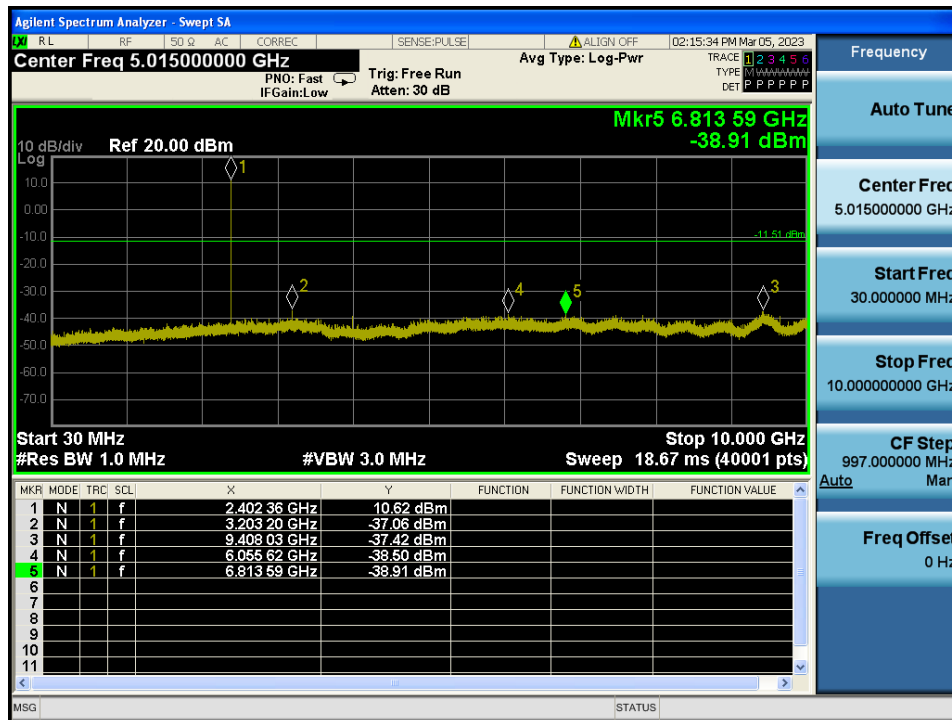 Agilent Spectrum Analyzer - Swept SA
LXI RL RF 50 Ω AC CORREC SENSE:PULSE ALIGN OFF 02:15:34 PM Mar 05, 2023
Center Freq 5.015000000 GHz
PNO: Fast
IFGain:Low
Trig: Free Run
Atten: 30 dB
Avg Type: Log-Pwr
TRACE 1 2 3 4 5 6
TYPE M W W W W W
DET P P P P P P
Mkr5 6.813 59 GHz
-38.91 dBm
10 dB/div Ref 20.00 dBm
Log
10.0
0.00
-10.0
-20.0
-30.0
-40.0
-50.0
-60.0
-70.0
1
2
4
5
3
-11.51 dBm
Start 30 MHz Stop 10.000 GHz
#Res BW 1.0 MHz #VBW 3.0 MHz Sweep 18.67 ms (40001 pts)
MKR MODE TRC SCL X Y FUNCTION FUNCTION WIDTH FUNCTION VALUE
1 N 1 f 2.402 36 GHz 10.62 dBm
2 N 1 f 3.203 20 GHz -37.06 dBm
3 N 1 f 9.408 03 GHz -37.42 dBm
4 N 1 f 6.055 62 GHz -38.50 dBm
5 N 1 f 6.813 59 GHz -38.91 dBm
6
7
8
9
10
11
MSG STATUS
Frequency
Auto Tune
Center Freq
5.015000000 GHz
Start Freq
30.000000 MHz
Stop Freq
10.000000000 GHz
CF Step
997.000000 MHz
Auto Man
Freq Offset
0 Hz